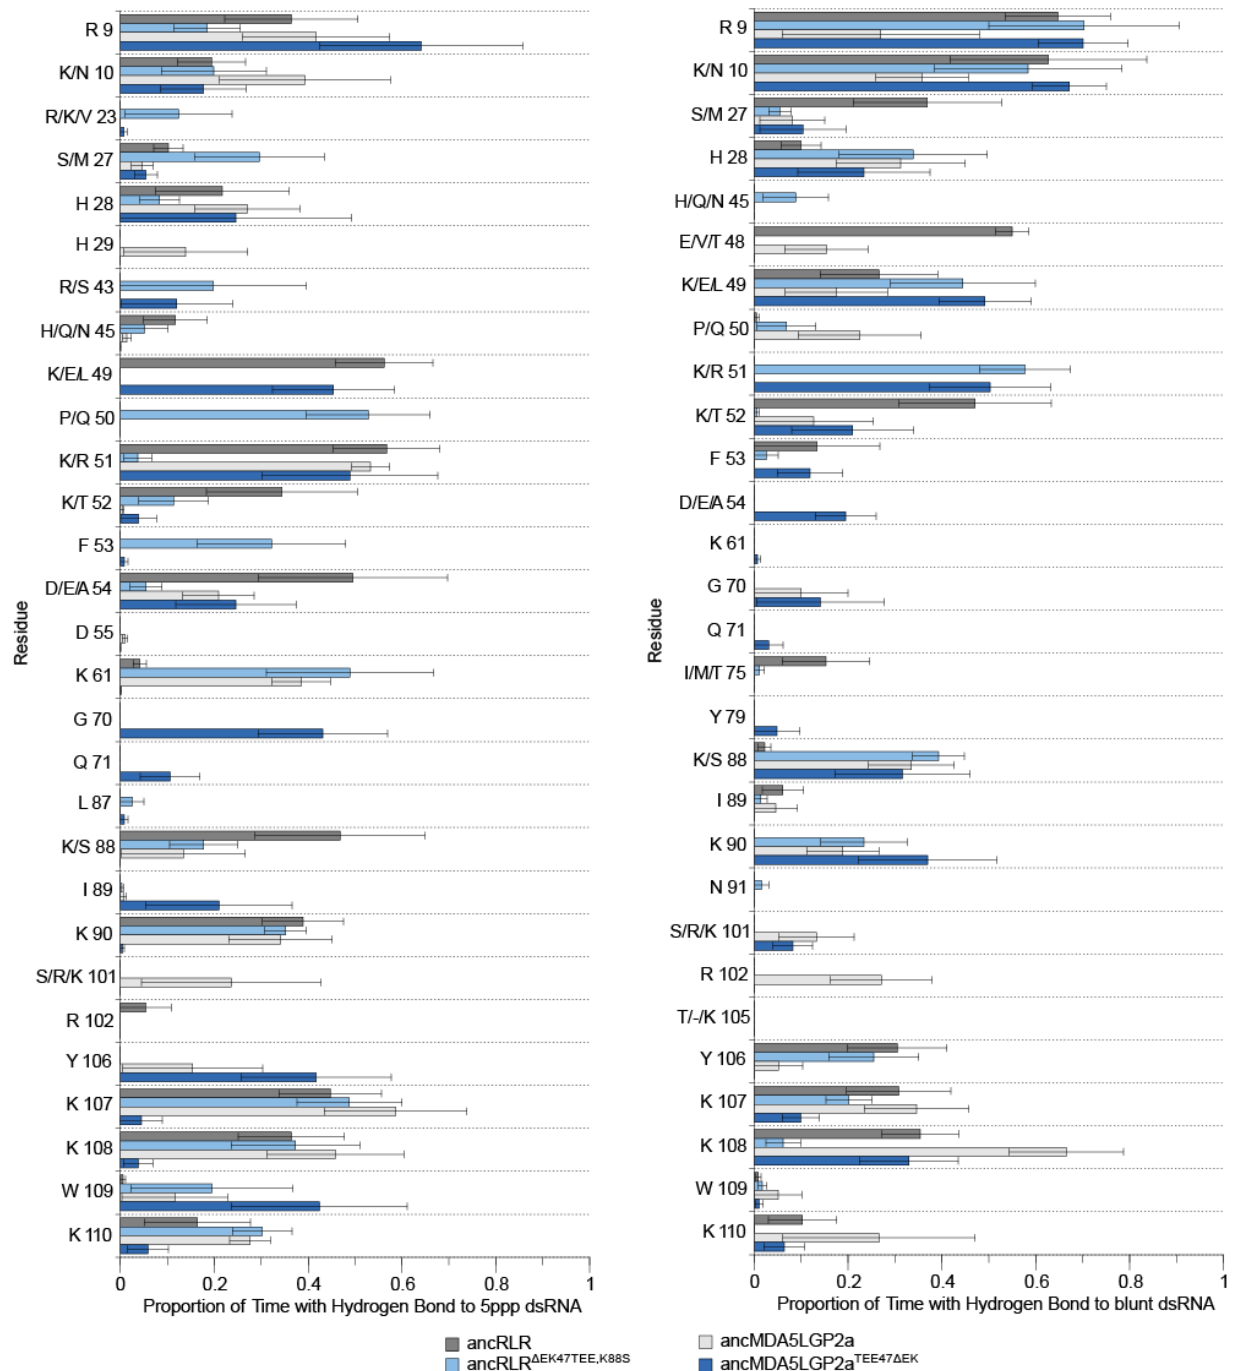 R 9
K/N 10
R/K/V 23
S/M 27
H 28
H 29
R/S 43
H/Q/N 45
K/E/L 49
P/Q 50
K/R 51
K/T 52
F 53
D/E/A 54
D 55
K 61
G 70
Q 71
L 87
K/S 88
I 89
K 90
S/R/K 101
R 102
Y 106
K 107
K 108
W 109
K 110
Residue
0 0.2 0.4 0.6 0.8 1
Proportion of Time with Hydrogen Bond to 5ppp dsRNA
R 9
K/N 10
S/M 27
H 28
H/Q/N 45
E/V/T 48
K/E/L 49
P/Q 50
K/R 51
K/T 52
F 53
D/E/A 54
K 61
G 70
Q 71
I/M/T 75
Y 79
K/S 88
I 89
K 90
N 91
S/R/K 101
R 102
T/-/K 105
Y 106
K 107
K 108
W 109
K 110
Residue
0 0.2 0.4 0.6 0.8 1
Proportion of Time with Hydrogen Bond to blunt dsRNA
ancRLR
ancRLRΔEK47TEE,K88S
ancMDA5LGP2a
ancMDA5LGP2aTEE47ΔEK